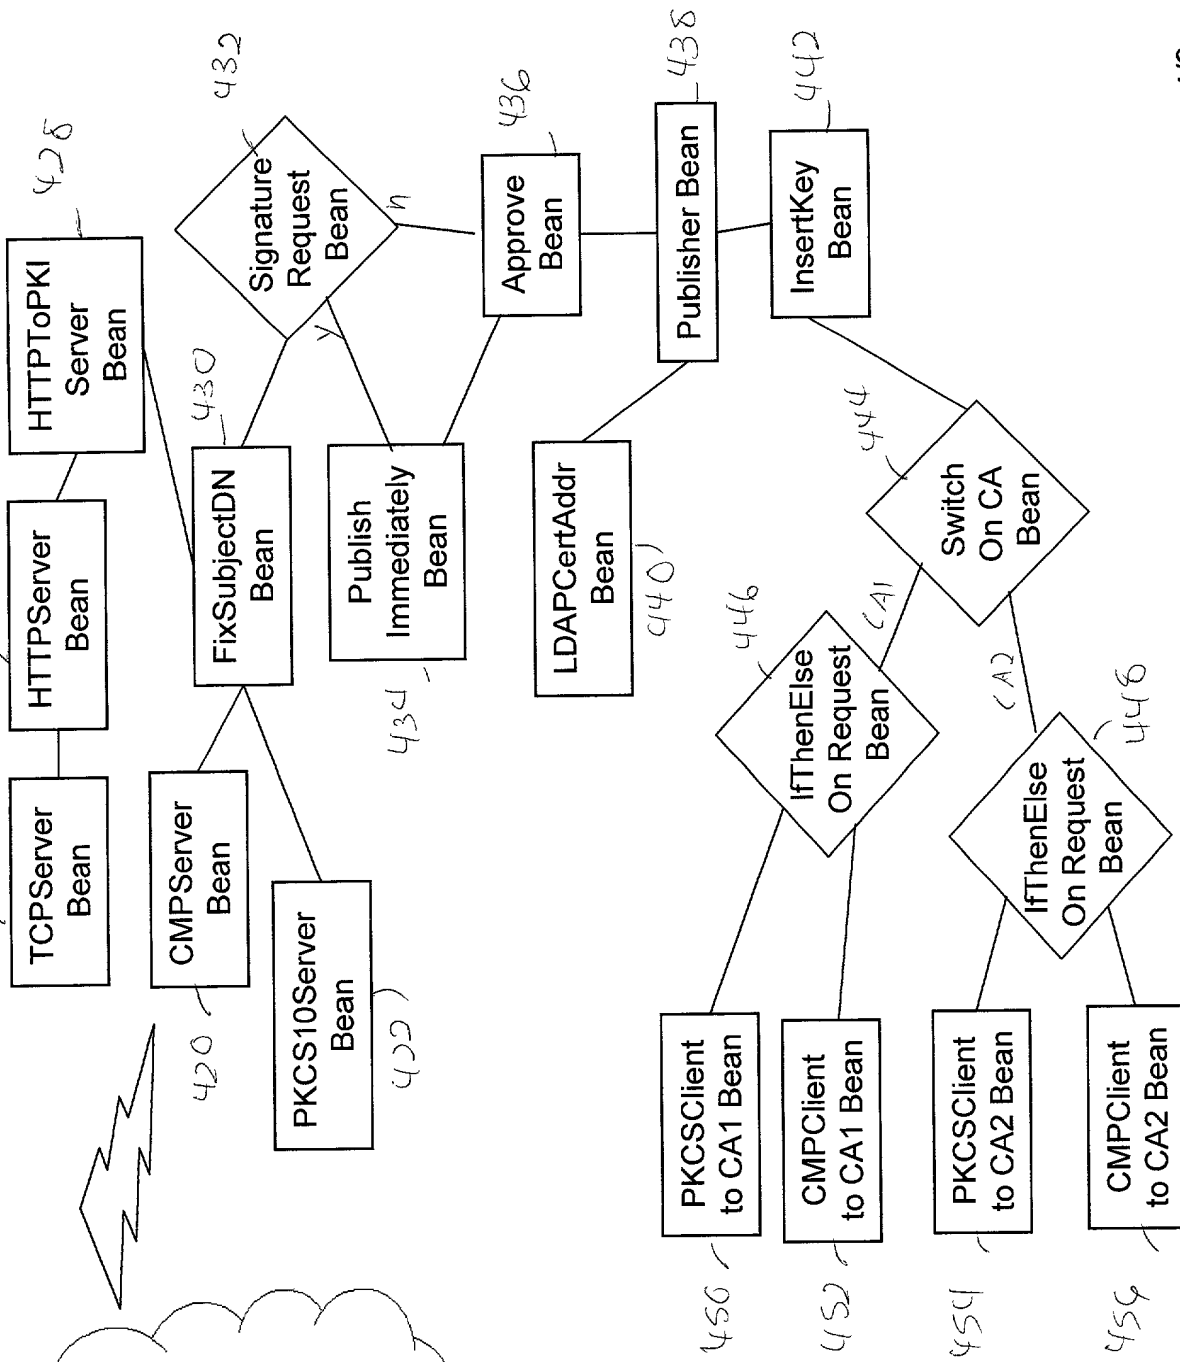 TCPServer
Bean
HTTPServer
Bean
HTTPToPKI
Server
Bean
428
CMPServer
Bean
420
FixSubjectDN
Bean
430
Signature
Request
Bean
432
y
n
PKCS10Server
Bean
422
Publish
Immediately
Bean
434
Approve
Bean
436
LDAPCertAddr
Bean
440
Publisher Bean
438
InsertKey
Bean
442
Switch
On CA
Bean
444
CA1
CA2
IfThenElse
On Request
Bean
446
IfThenElse
On Request
Bean
448
PKCSClient
to CA1 Bean
450
CMPClient
to CA1 Bean
452
PKCSClient
to CA2 Bean
454
CMPClient
to CA2 Bean
456